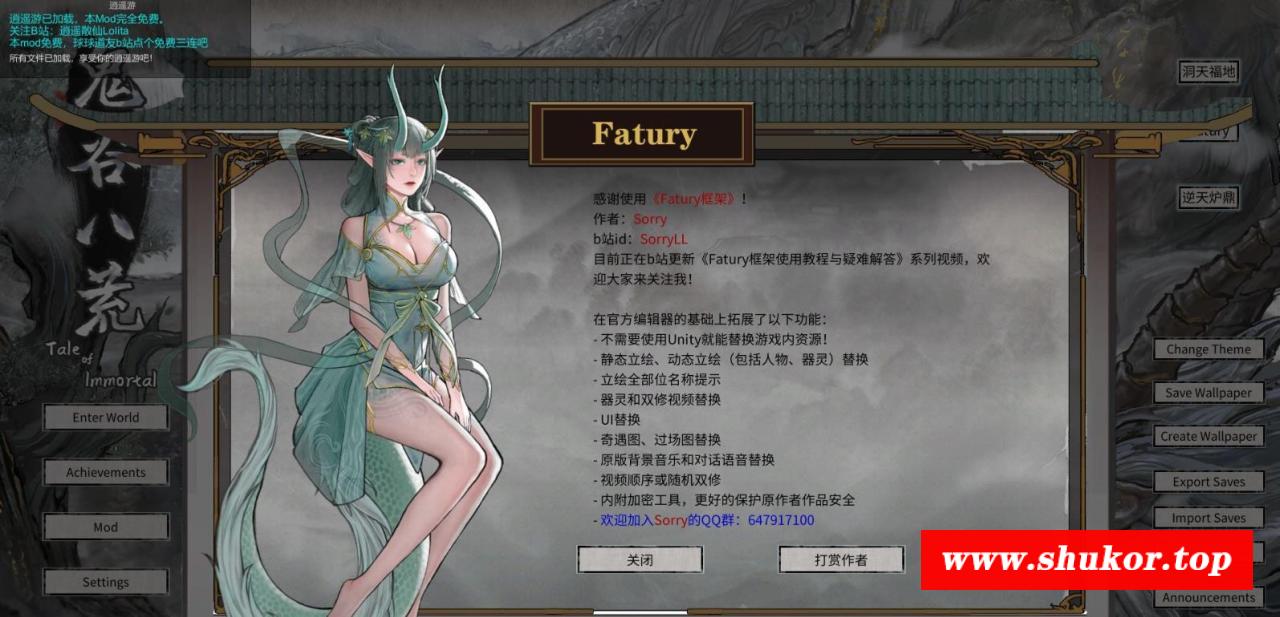 逍遥游
逍遥游已加载，本Mod完全免费。
关注B站：逍遥散仙Lolita
本mod免费，球球道友b站点个免费三连吧
所有文件已加载，享受你的逍遥游吧！
鬼谷八荒
Tale of Immortal
Enter World
Achievements
Mod
Settings
Fatury
感谢使用《Fatury框架》！
作者：Sorry
b站id：SorryLL
目前正在b站更新《Fatury框架使用教程与疑难解答》系列视频，欢
迎大家来关注我！
在官方编辑器的基础上拓展了以下功能：
- 不需要使用Unity就能替换游戏内资源！
- 静态立绘、动态立绘（包括人物、器灵）替换
- 立绘全部位名称提示
- 器灵和双修视频替换
- UI替换
- 奇遇图、过场图替换
- 原版背景音乐和对话语音替换
- 视频顺序或随机双修
- 内附加密工具，更好的保护原作者作品安全
- 欢迎加入Sorry的QQ群：647917100
关闭
打赏作者
洞天福地
逆天炉鼎
Change Theme
Save Wallpaper
Create Wallpaper
Export Saves
Import Saves
www.shukor.top
Announcements